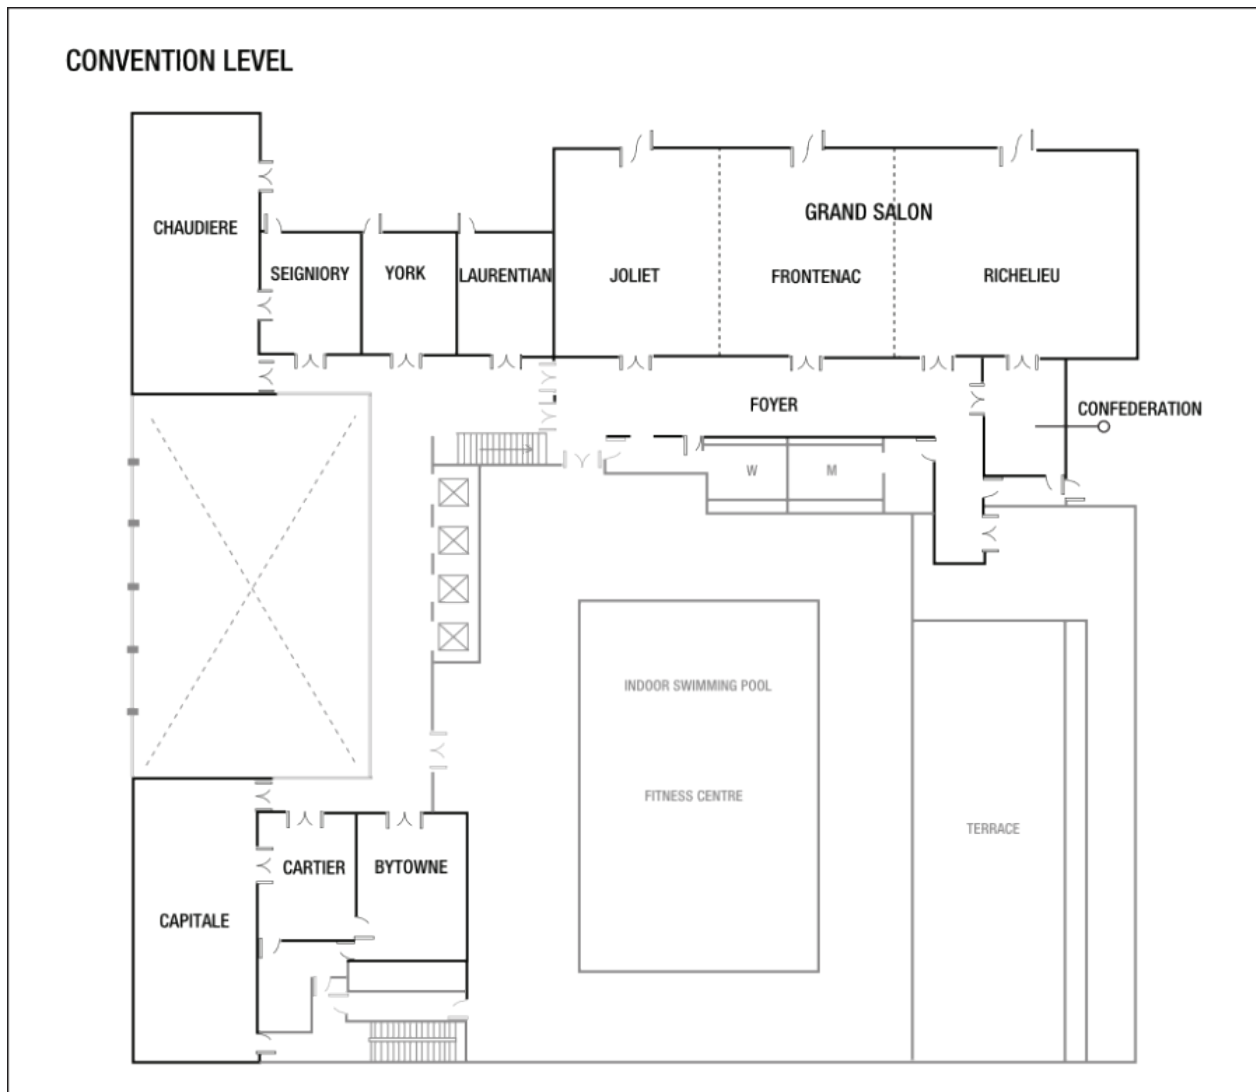 CONVENTION LEVEL
CHAUDIERE
SEIGNIORY
YORK
LAURENTIAN
GRAND SALON
JOLIET
FRONTENAC
RICHELIEU
FOYER
CONFEDERATION
W
M
INDOOR SWIMMING POOL
FITNESS CENTRE
TERRACE
CARTIER
BYTOWNE
CAPITALE